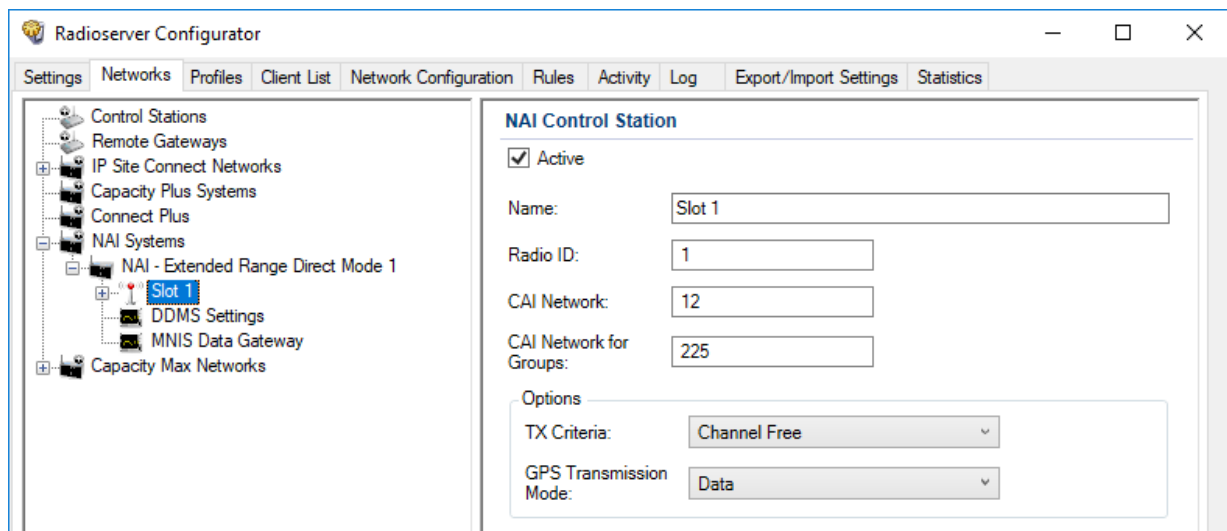 Radioserver Configurator
Settings Networks Profiles Client List Network Configuration Rules Activity Log Export/Import Settings Statistics
Control Stations
Remote Gateways
IP Site Connect Networks
Capacity Plus Systems
Connect Plus
NAI Systems
NAI - Extended Range Direct Mode 1
Slot 1
DDMS Settings
MNIS Data Gateway
Capacity Max Networks
NAI Control Station
Active
Name: Slot 1
Radio ID: 1
CAI Network: 12
CAI Network for
Groups: 225
Options
TX Criteria: Channel Free
GPS Transmission
Mode: Data